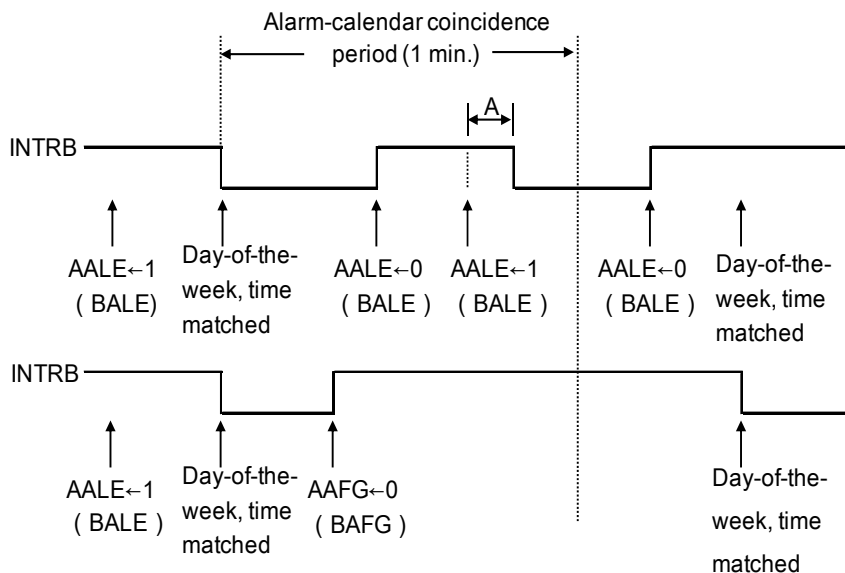 Alarm-calendar coincidence
period (1 min.)
A
INTRB
AALE←1
( BALE)
Day-of-the-
week, time
matched
AALE←0
( BALE )
AALE←1
( BALE )
AALE←0
( BALE )
Day-of-the-
week, time
matched
INTRB
AALE←1
( BALE )
Day-of-the-
week, time
matched
AAFG←0
( BAFG )
Day-of-the-
week, time
matched